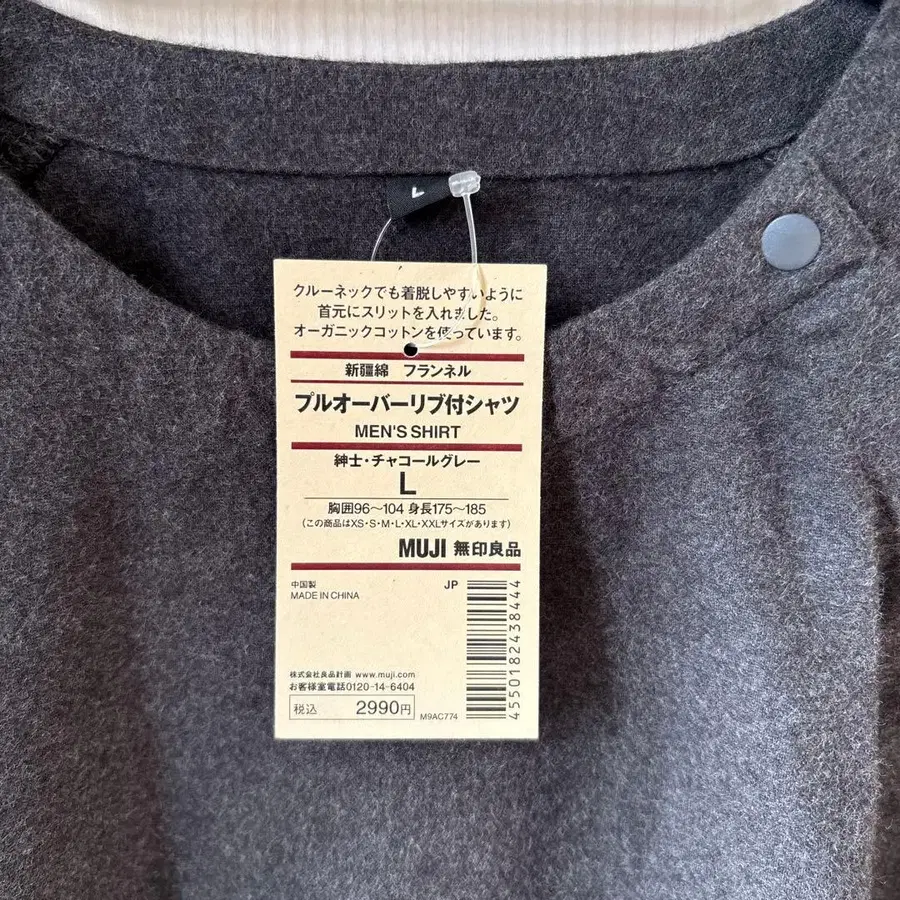 L
クルーネックでも着脱しやすいように
首元にスリットを入れました。
オーガニックコットンを使っています。
新疆綿 フランネル
プルオーバーリブ付シャツ
MEN'S SHIRT
紳士・チャコールグレー
L
胸囲96〜104 身長175〜185
(この商品はXS・S・M・L・XL・XXLサイズがあります)
MUJI 無印良品
中国製
MADE IN CHINA
JP
4550182438444
株式会社良品計画 www.muji.com
お客様室電話0120-14-6404
税込 2990円
M9AC774